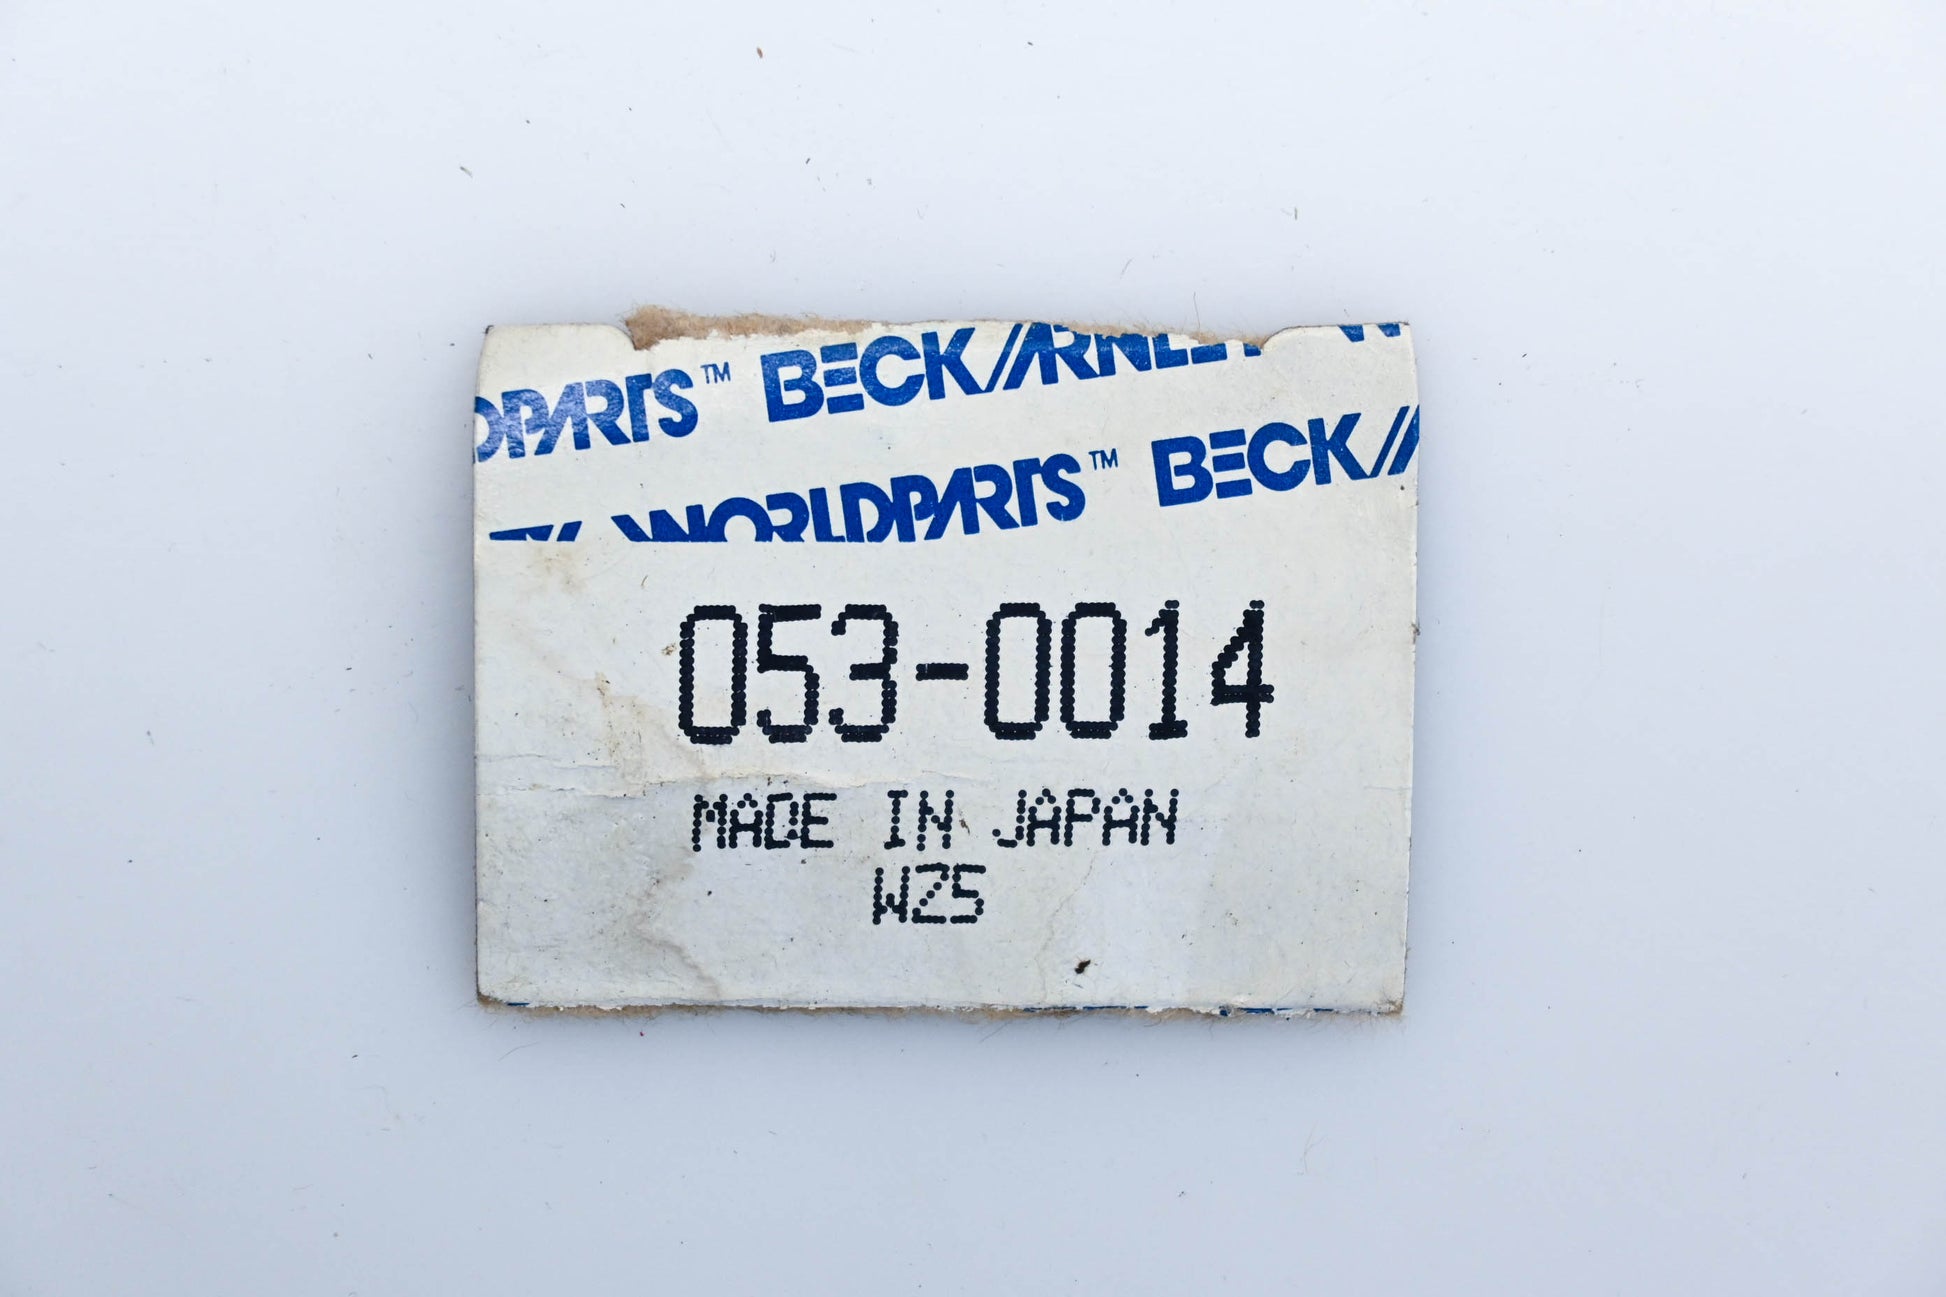 DPARTS™ BECK//ARNLEY W
WORLDPARTS™ BECK//A
053-0014
MADE IN JAPAN
WZ5